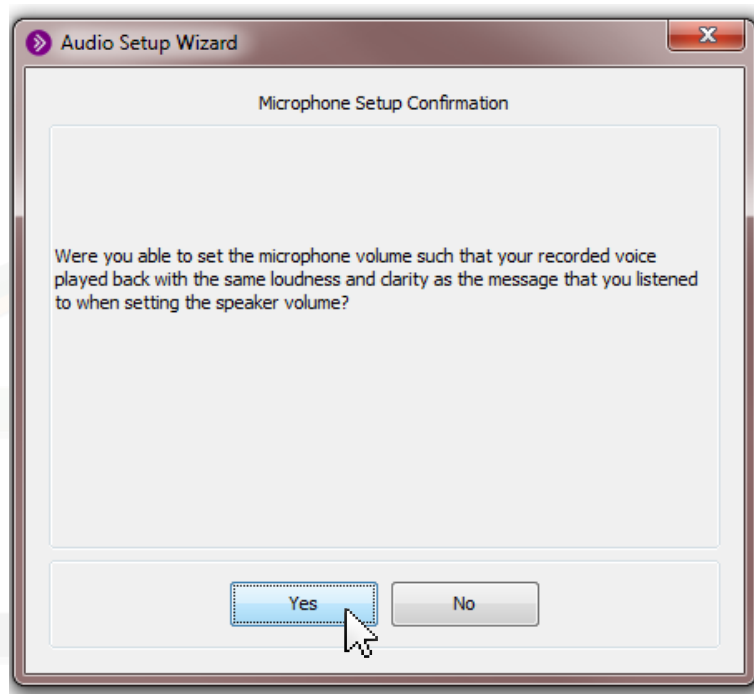 Audio Setup Wizard
Microphone Setup Confirmation
Were you able to set the microphone volume such that your recorded voice
played back with the same loudness and clarity as the message that you listened
to when setting the speaker volume?
Yes
No